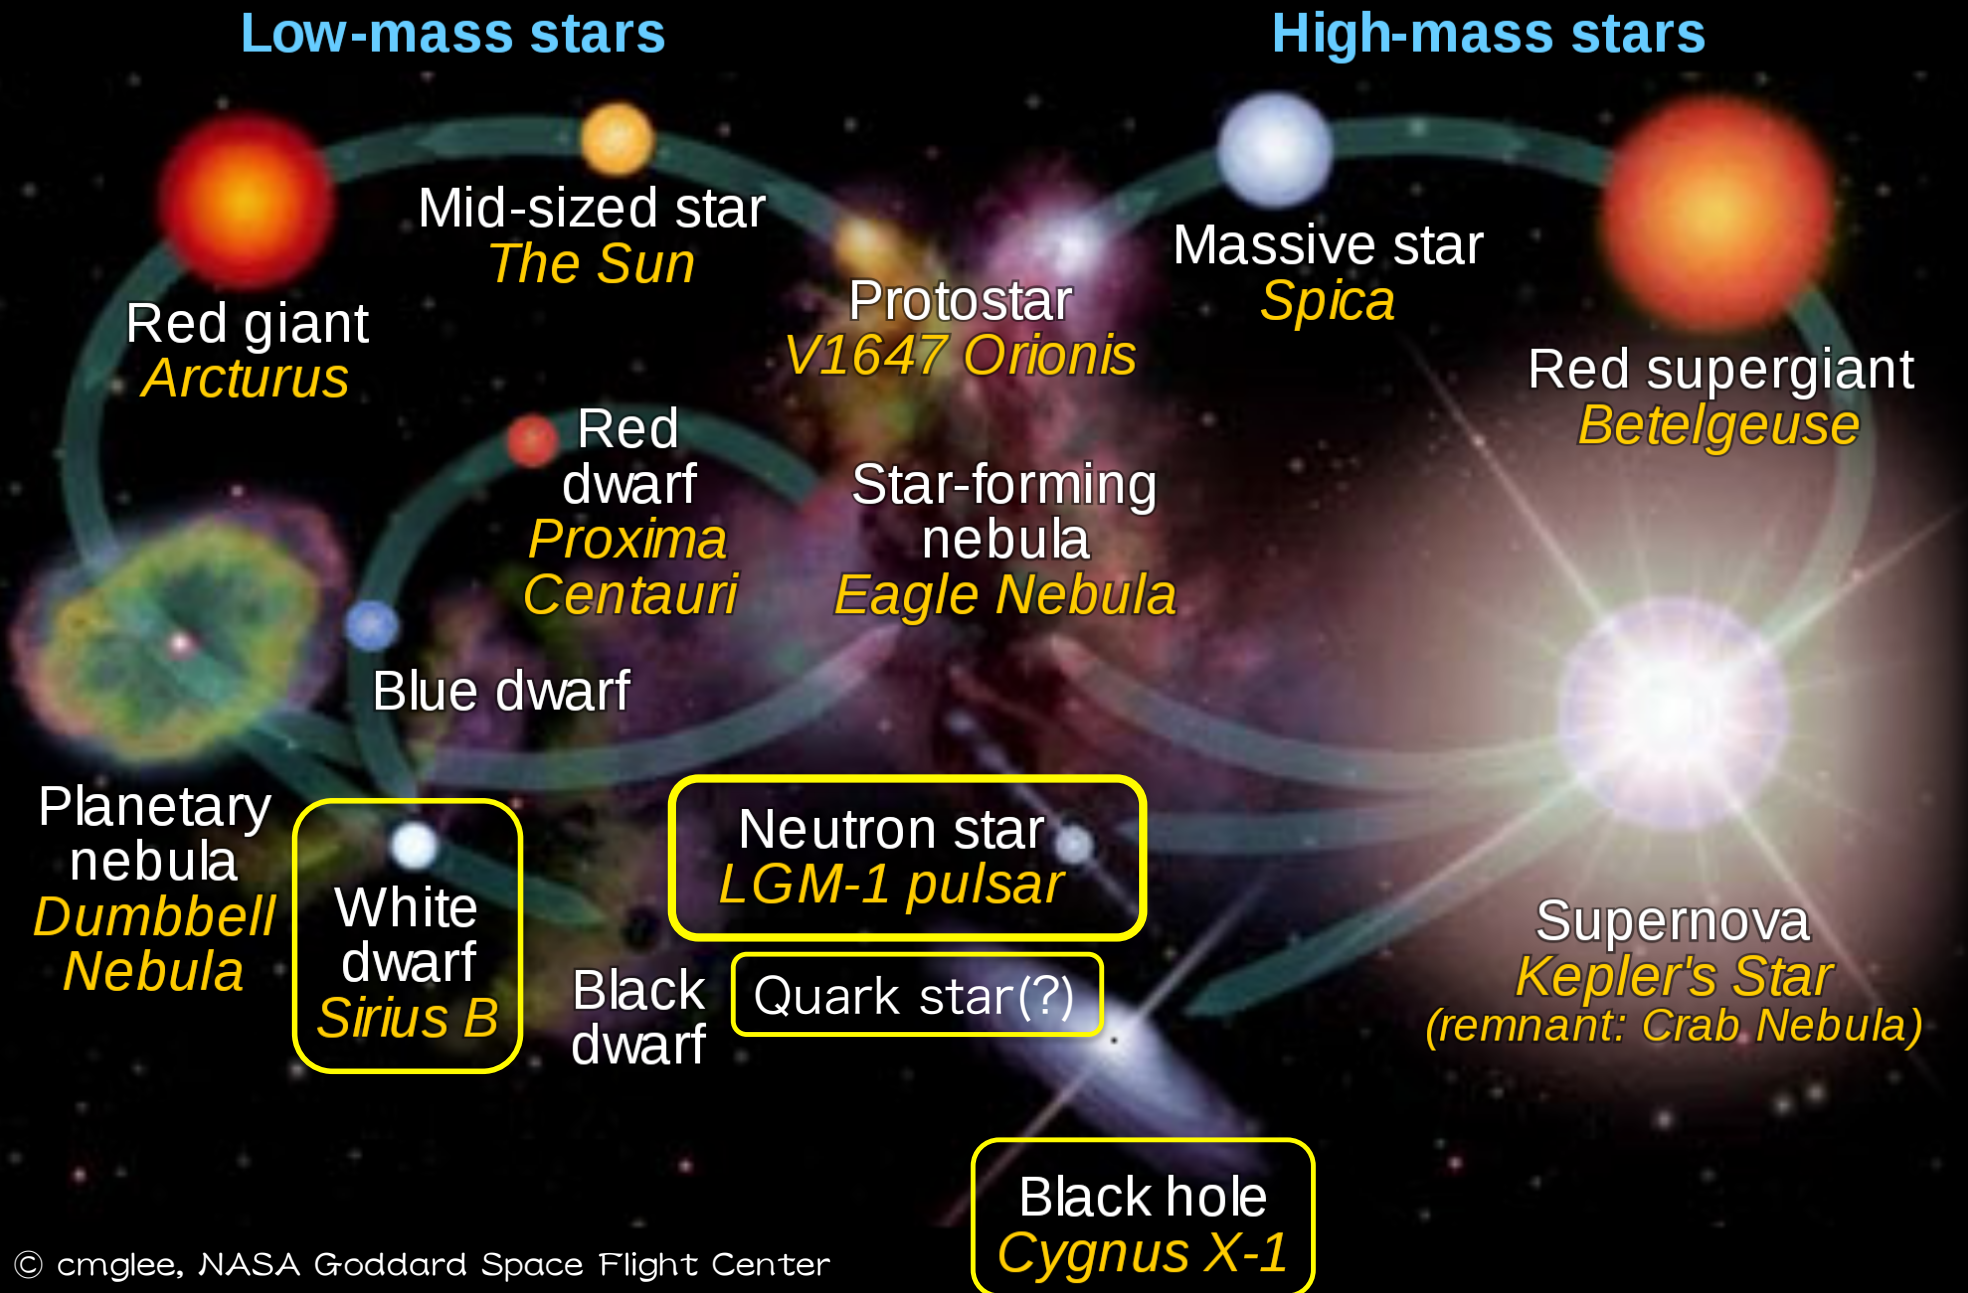 Low-mass stars
High-mass stars
Mid-sized star
The Sun
Massive star
Spica
Protostar
V1647 Orionis
Red giant
Arcturus
Red supergiant
Betelgeuse
Red
dwarf
Proxima
Centauri
Star-forming
nebula
Eagle Nebula
Blue dwarf
Planetary
nebula
Dumbbell
Nebula
White
dwarf
Sirius B
Neutron star
LGM-1 pulsar
Black
dwarf
Quark star(?)
Supernova
Kepler's Star
(remnant: Crab Nebula)
Black hole
Cygnus X-1
© cmglee, NASA Goddard Space Flight Center